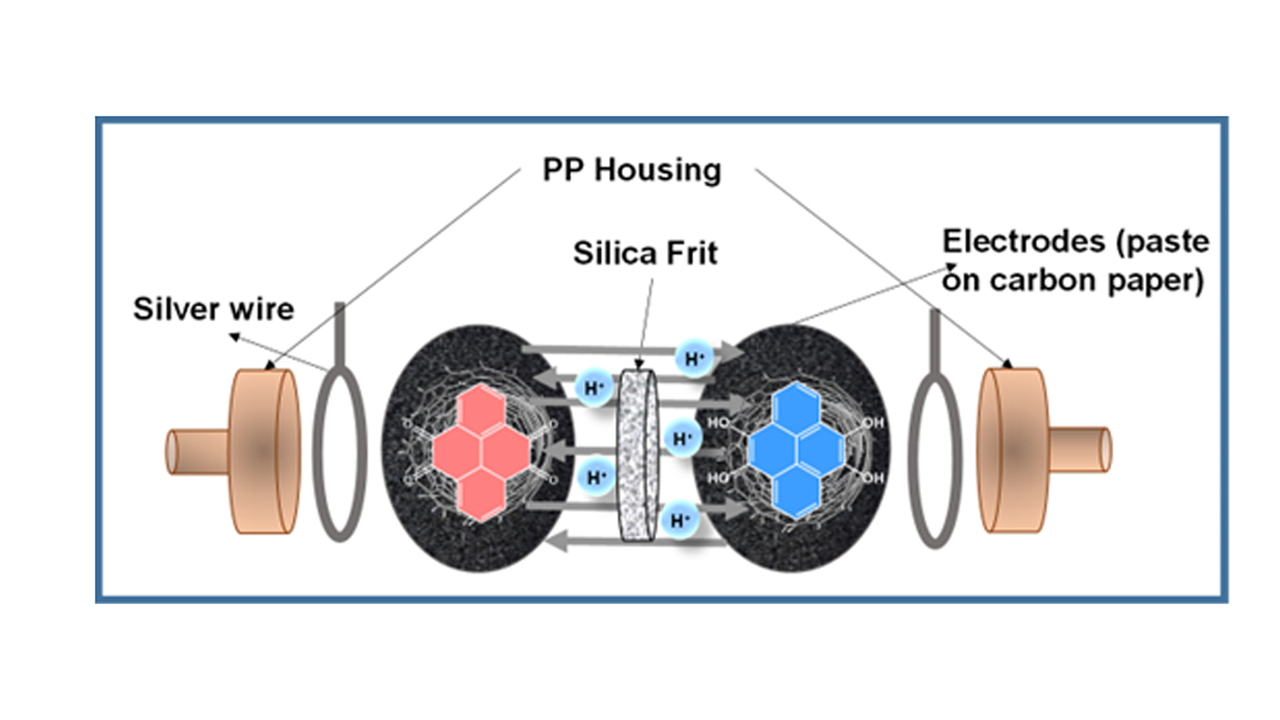 PP Housing
Silica Frit
Electrodes (paste
on carbon paper)
Silver wire
H⁺
H⁺
H⁺
H⁺
H⁺
O
O
O
O
HO
OH
HO
OH